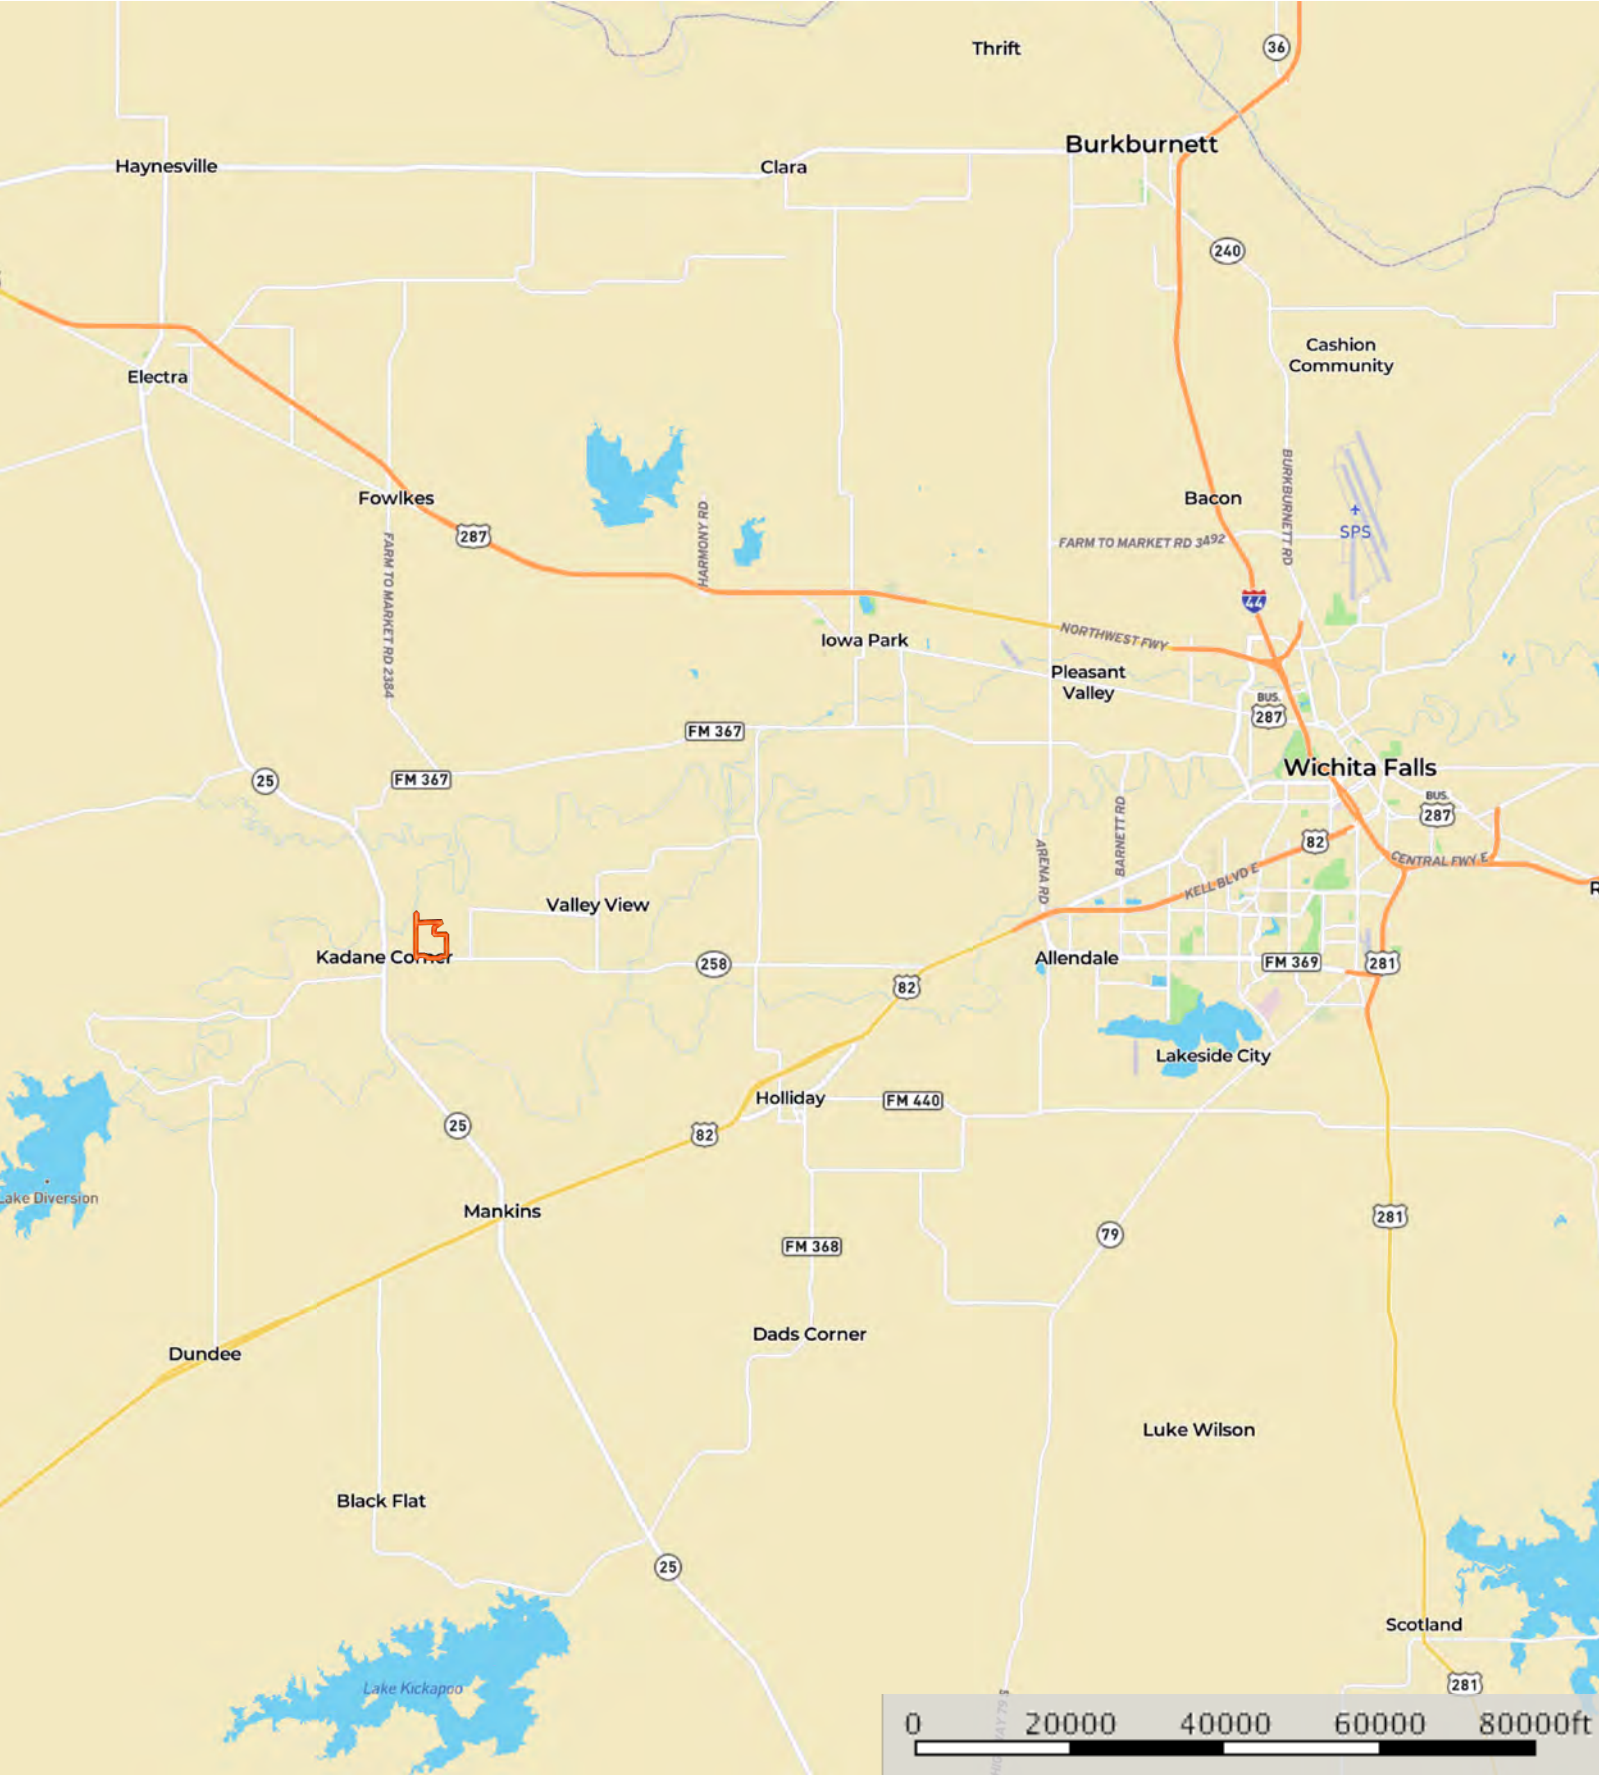 Thrift
36
Burkburnett
Haynesville
Clara
240
Cashion
Community
Electra
Fowlkes
287
HARMONY RD
FARM TO MARKET RD 2384
Bacon
BURKBURNETT RD
SPS
FARM TO MARKET RD 3492
44
NORTHWEST FWY
Iowa Park
Pleasant
Valley
BUS.
287
FM 367
FM 367
25
Wichita Falls
BUS.
287
BARNETT RD
82
ARENA RD
CENTRAL FWY E
KELL BLVD E
R
Valley View
Kadane Corner
258
Allendale
FM 369
281
82
Lakeside City
Holliday
FM 440
25
82
Lake Diversion
Mankins
281
79
FM 368
Dads Corner
Dundee
Luke Wilson
Black Flat
25
Scotland
Lake Kickapoo
281
0 20000 40000 60000 80000ft